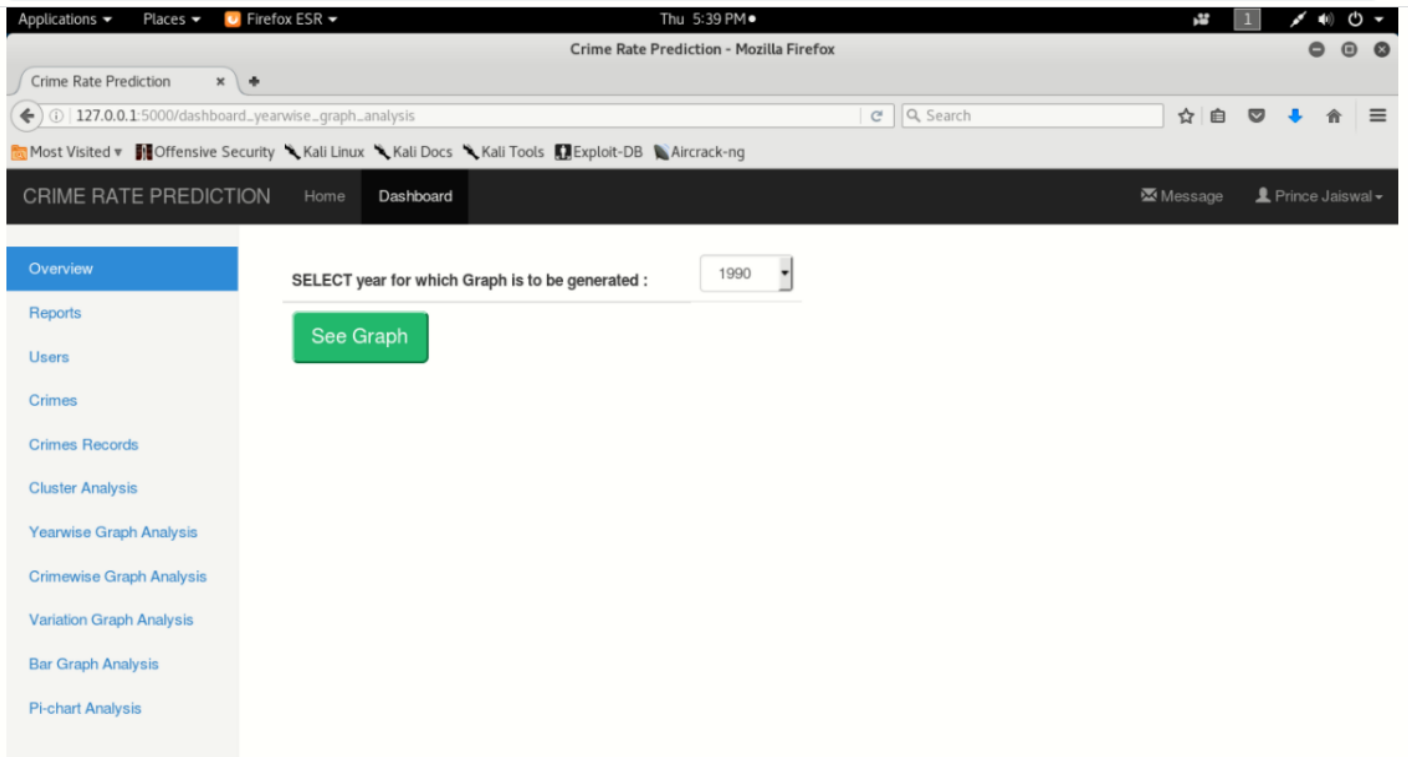 Applications Places Firefox ESR Thu 5:39 PM 1
Crime Rate Prediction - Mozilla Firefox
Crime Rate Prediction
127.0.0.1:5000/dashboard_yearwise_graph_analysis Search
Most Visited Offensive Security Kali Linux Kali Docs Kali Tools Exploit-DB Aircrack-ng
CRIME RATE PREDICTION Home Dashboard Message Prince Jaiswal
Overview
SELECT year for which Graph is to be generated : 1990
Reports
See Graph
Users
Crimes
Crimes Records
Cluster Analysis
Yearwise Graph Analysis
Crimewise Graph Analysis
Variation Graph Analysis
Bar Graph Analysis
Pi-chart Analysis